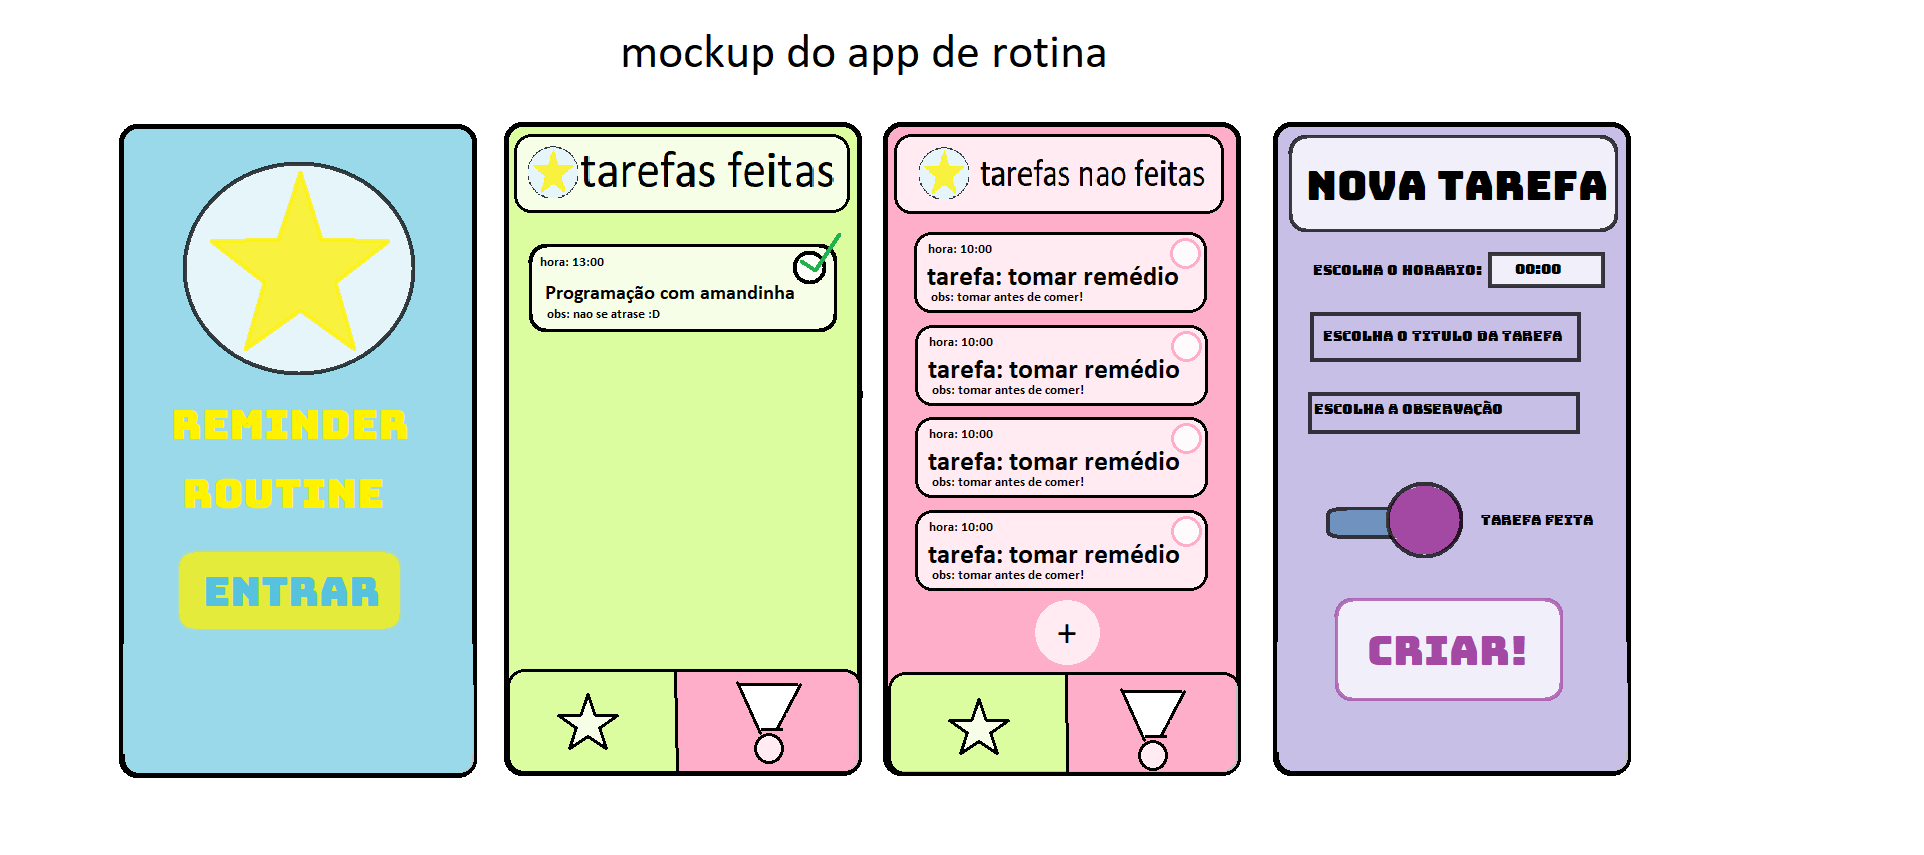 mockup do app de rotina
REMINDER
ROUTINE
ENTRAR
tarefas feitas
hora: 13:00
Programação com amandinha
obs: nao se atrase :D
tarefas nao feitas
hora: 10:00
tarefa: tomar remédio
obs: tomar antes de comer!
hora: 10:00
tarefa: tomar remédio
obs: tomar antes de comer!
hora: 10:00
tarefa: tomar remédio
obs: tomar antes de comer!
hora: 10:00
tarefa: tomar remédio
obs: tomar antes de comer!
+
NOVA TAREFA
ESCOLHA O HORARIO: 00:00
ESCOLHA O TITULO DA TAREFA
ESCOLHA A OBSERVAÇÃO
TAREFA FEITA
CRIAR!